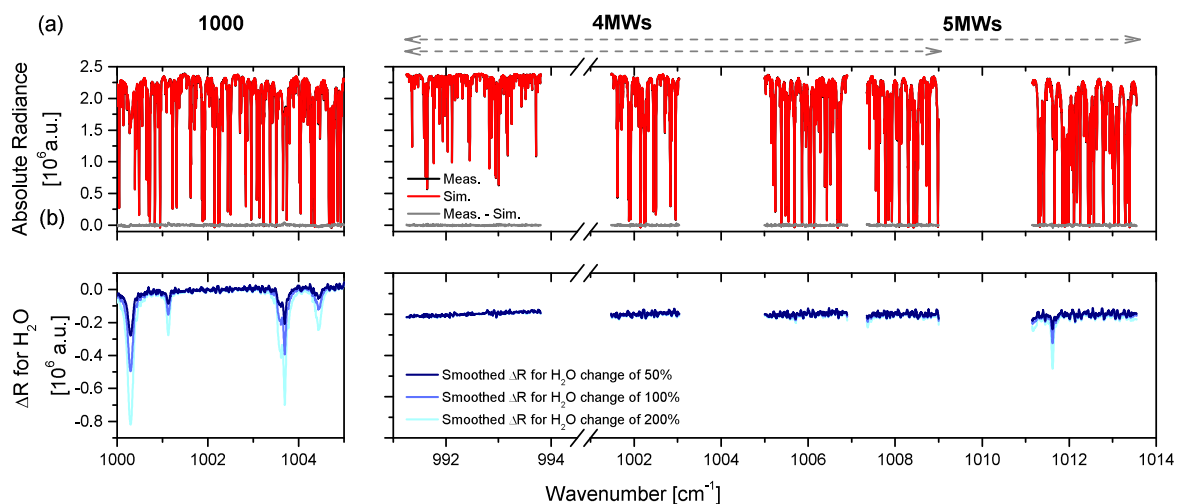 (a) 1000 4MWs 5MWs
Absolute Radiance
[10⁶a.u.]
2.5
2.0
1.5
1.0
0.5
0.0
Meas.
Sim.
Meas. - Sim.
(b)
ΔR for H₂O
[10⁶ a.u.]
0.0
-0.2
-0.4
-0.6
-0.8
Smoothed ΔR for H₂O change of 50%
Smoothed ΔR for H₂O change of 100%
Smoothed ΔR for H₂O change of 200%
1000 1002 1004 992 994 1002 1004 1006 1008 1010 1012 1014
Wavenumber [cm⁻¹]